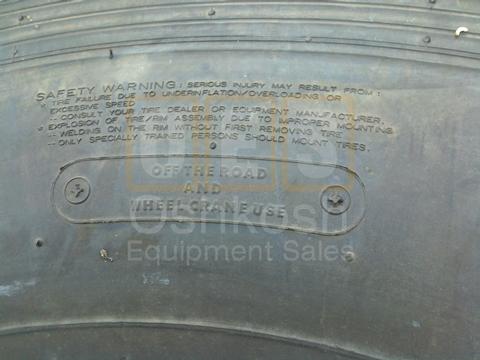 SAFETY WARNING: SERIOUS INJURY MAY RESULT FROM:
* TIRE FAILURE DUE TO UNDERINFLATION/OVERLOADING OR
EXCESSIVE SPEED
-- CONSULT YOUR TIRE DEALER OR EQUIPMENT MANUFACTURER.
* EXPLOSION OF TIRE/RIM ASSEMBLY DUE TO IMPROPER MOUNTING
-- WELDING ON THE RIM WITHOUT FIRST REMOVING TIRE
-- ONLY SPECIALLY TRAINED PERSONS SHOULD MOUNT TIRES.
OFF THE ROAD
AND
WHEEL CRANE USE
Oshkosh
Equipment Sales